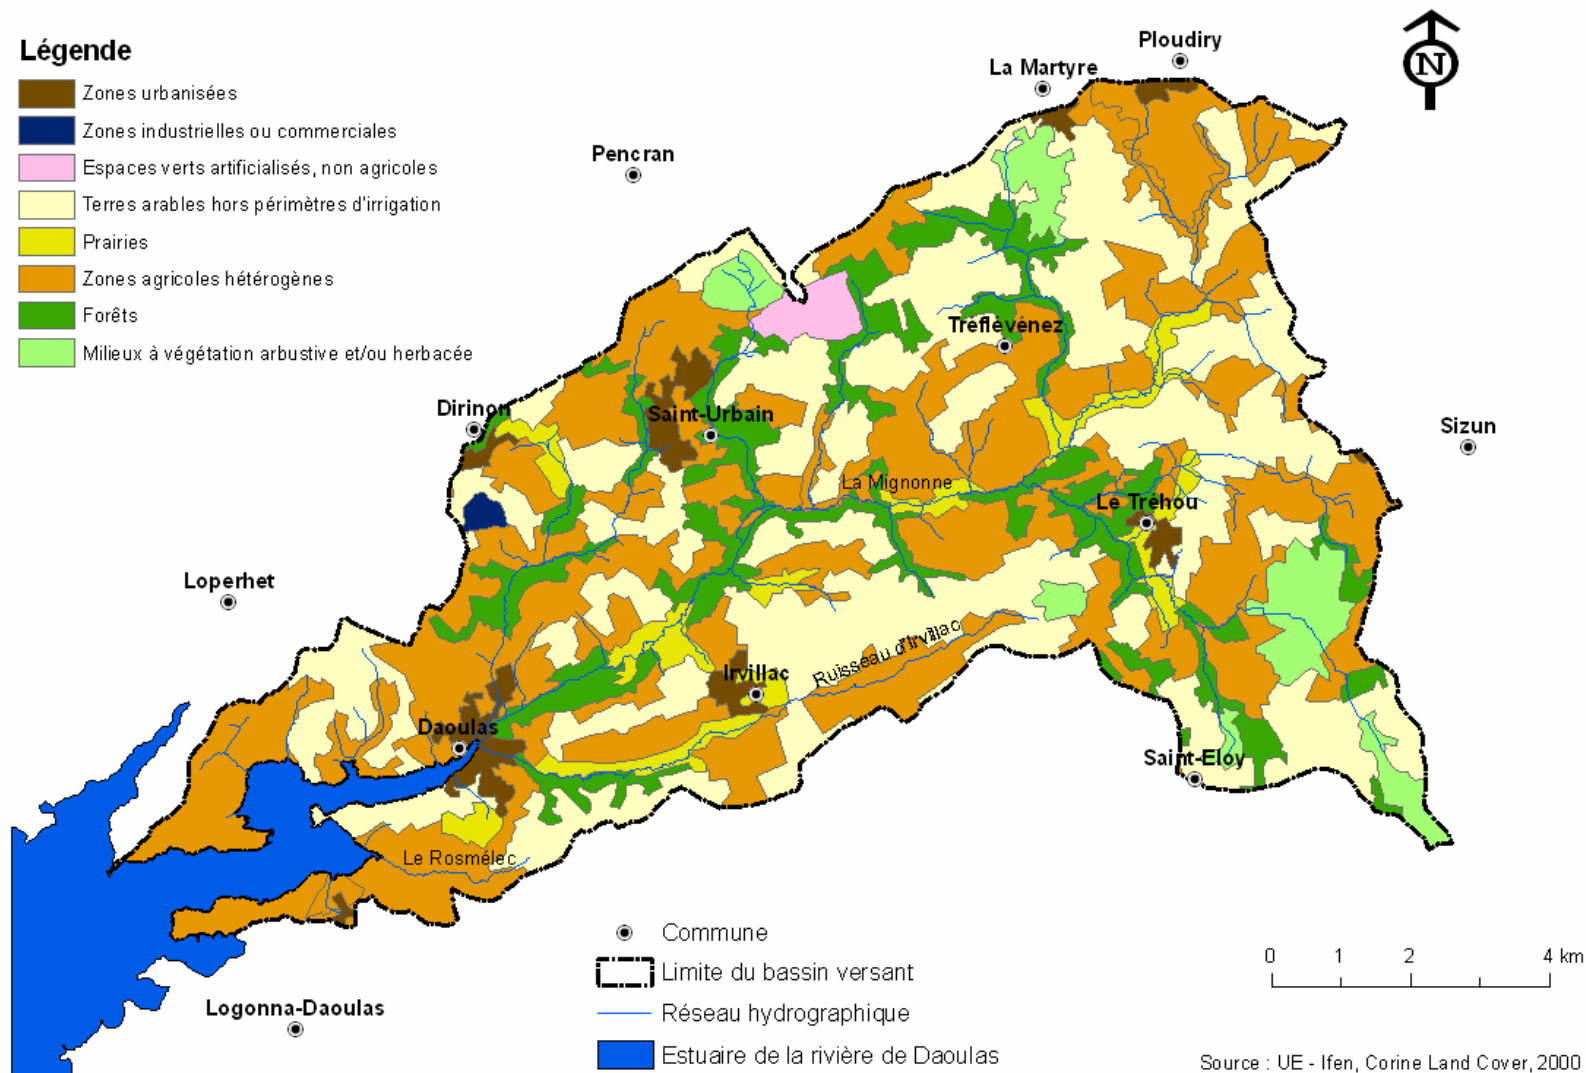 Légende
Zones urbanisées
Zones industrielles ou commerciales
Espaces verts artificialisés, non agricoles
Terres arables hors périmètres d'irrigation
Prairies
Zones agricoles hétérogènes
Forêts
Milieux à végétation arbustive et/ou herbacée
N
Ploudiry
La Martyre
Pencran
Tréflévénez
Dirinon
Saint-Urbain
Sizun
La Mignonne
Le Tréhou
Loperhet
Ruisseau d'Irvillac
Irvillac
Daoulas
Saint-Eloy
Le Rosmélec
Logonna-Daoulas
Commune
Limite du bassin versant
Réseau hydrographique
Estuaire de la rivière de Daoulas
0 1 2 4 km
Source : UE - Ifen, Corine Land Cover, 2000